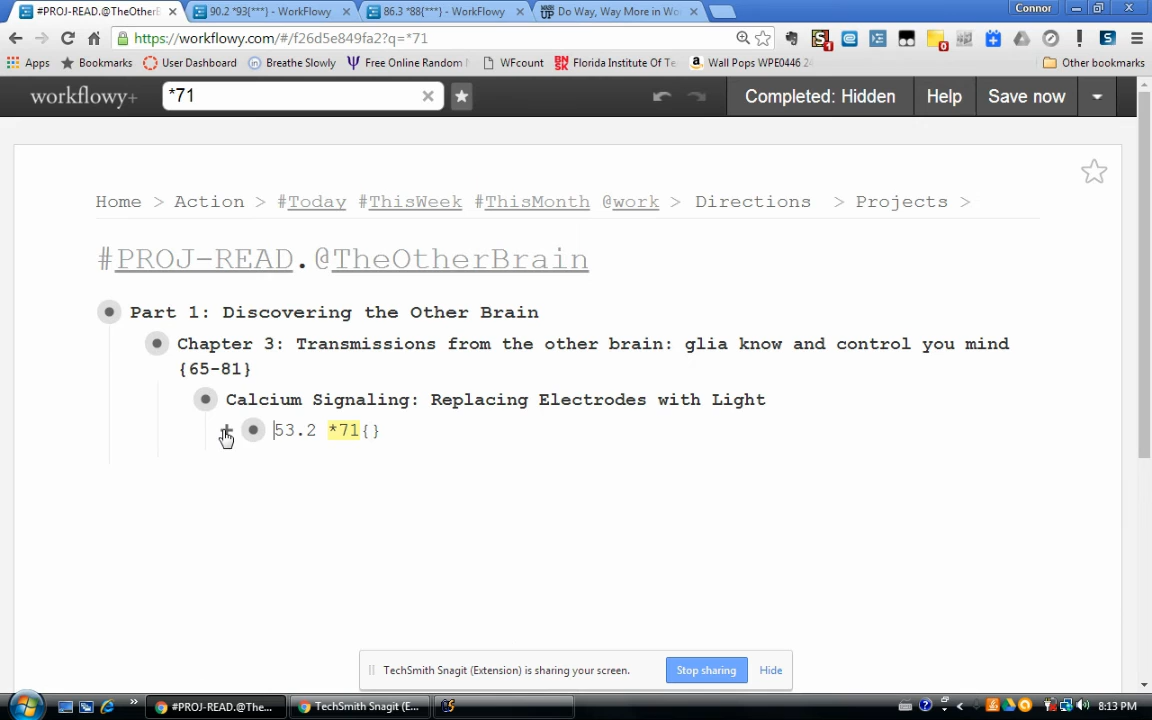 #PROJ-READ.@TheOtherB
90.2 *93{***} - WorkFlowy
86.3 *88{***} - WorkFlowy
Do Way, Way More in Wo
Connor
https://workflowy.com/#/f26d5e849fa2?q=*71
Apps
Bookmarks
User Dashboard
Breathe Slowly
Free Online Random
WFcount
Florida Institute Of Te
Wall Pops WPE0446 24
Other bookmarks
workflowy+
*71
Completed: Hidden
Help
Save now
Home > Action > #Today #ThisWeek #ThisMonth @work > Directions > Projects >
#PROJ-READ.@TheOtherBrain
Part 1: Discovering the Other Brain
Chapter 3: Transmissions from the other brain: glia know and control you mind
{65-81}
Calcium Signaling: Replacing Electrodes with Light
53.2 *71{}
TechSmith Snagit (Extension) is sharing your screen.
Stop sharing
Hide
#PROJ-READ.@The...
TechSmith Snagit (E...
8:13 PM